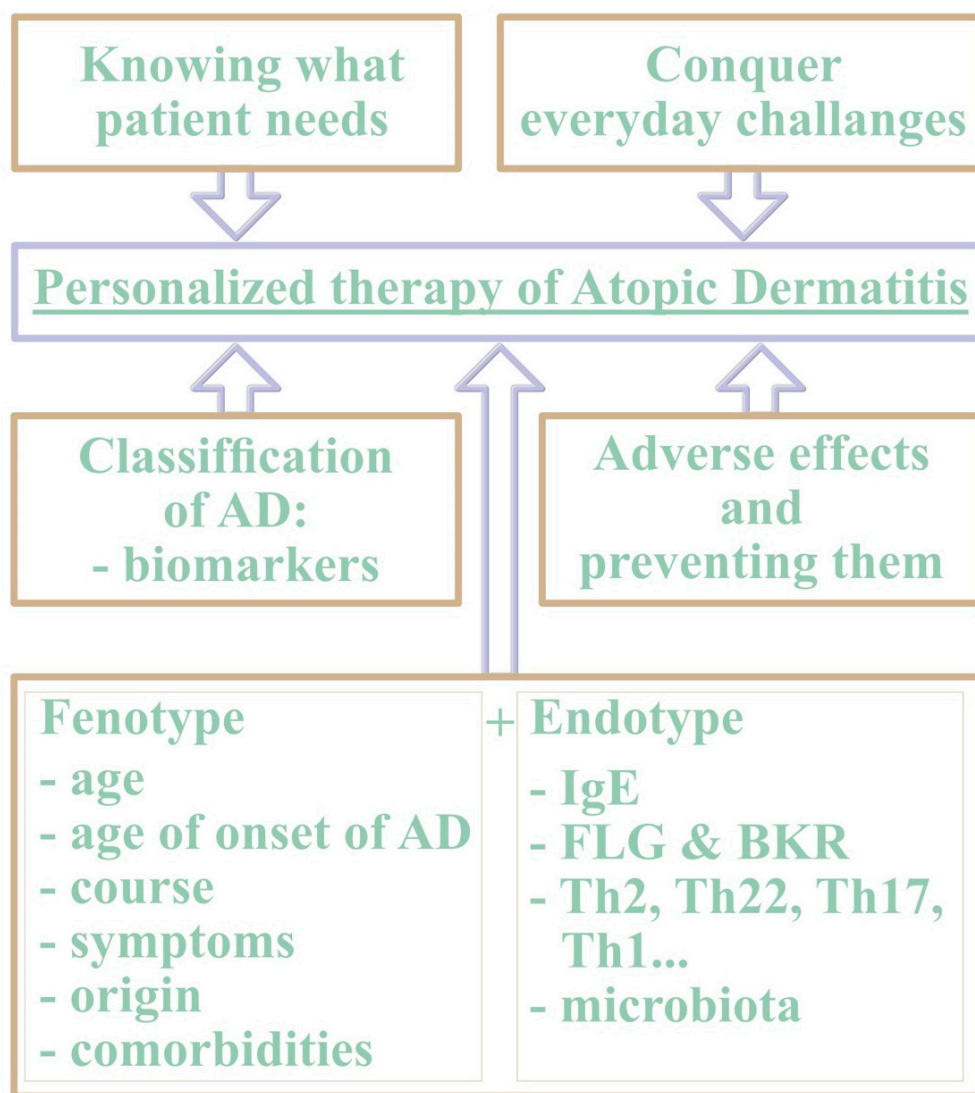 Knowing what
patient needs
Conquer
everyday challanges
Personalized therapy of Atopic Dermatitis
Classiffication
of AD:
- biomarkers
Adverse effects
and
preventing them
Fenotype
- age
- age of onset of AD
- course
- symptoms
- origin
- comorbidities
+
Endotype
- IgE
- FLG & BKR
- Th2, Th22, Th17,
Th1...
- microbiota